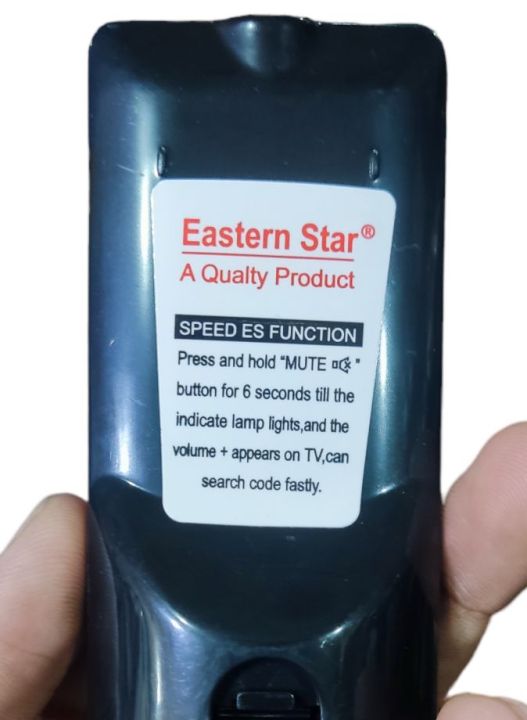 Eastern Star®
A Qualty Product
SPEED ES FUNCTION
Press and hold “MUTE 🔇”
button for 6 seconds till the
indicate lamp lights,and the
volume + appears on TV,can
search code fastly.